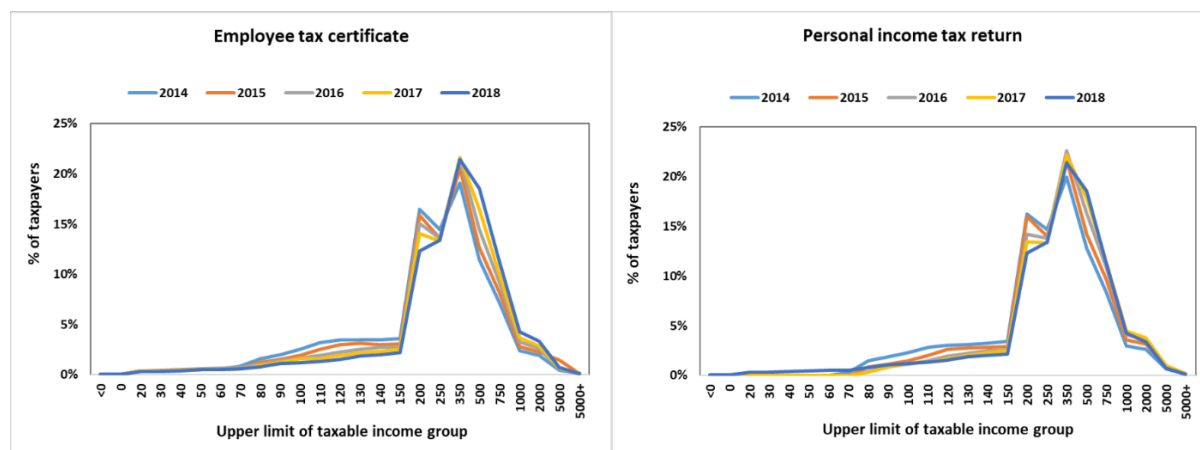 Employee tax certificate
2014 2015 2016 2017 2018
25%
20%
15%
10%
5%
0%
% of taxpayers
<0 0 20 30 40 50 60 70 80 90 100 110 120 130 140 150 200 250 350 500 750 1000 2000 5000 5000+
Upper limit of taxable income group
Personal income tax return
2014 2015 2016 2017 2018
25%
20%
15%
10%
5%
0%
% of taxpayers
<0 0 20 30 40 50 60 70 80 90 100 110 120 130 140 150 200 250 350 500 750 1000 2000 5000 5000+
Upper limit of taxable income group